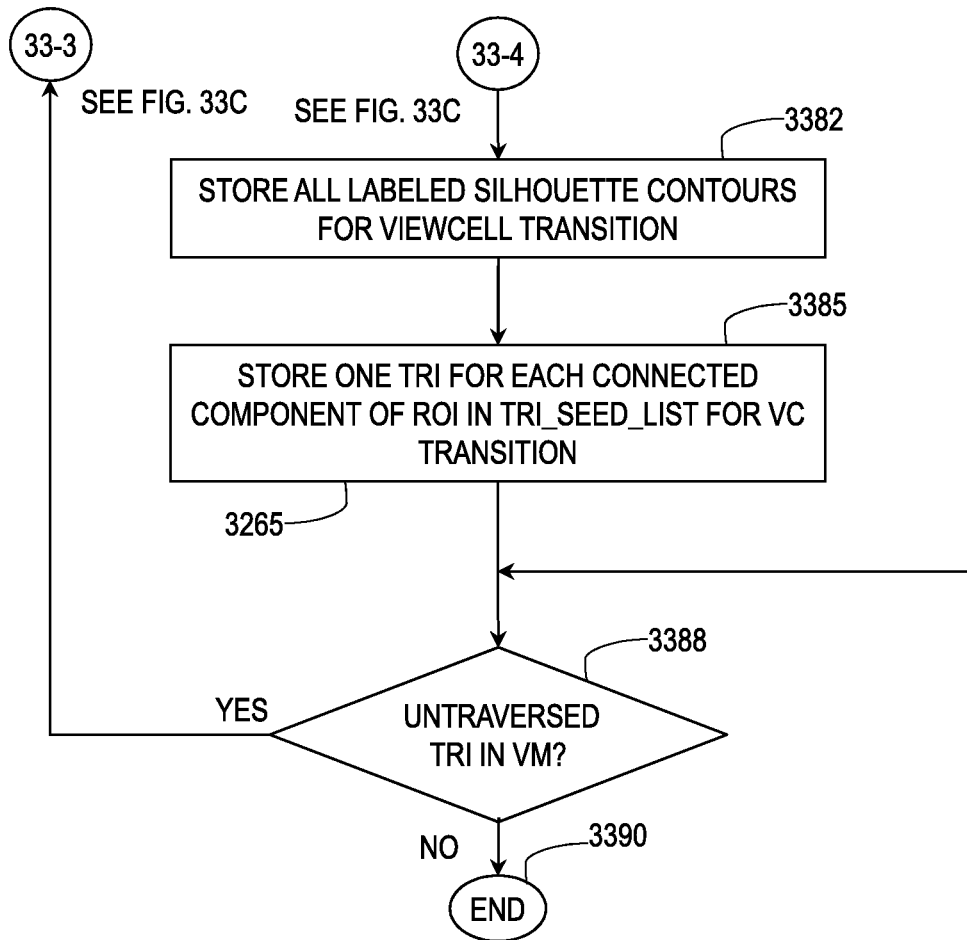 33-3
33-4
SEE FIG. 33C
SEE FIG. 33C
3382
STORE ALL LABELED SILHOUETTE CONTOURS
FOR VIEWCELL TRANSITION
3385
STORE ONE TRI FOR EACH CONNECTED
COMPONENT OF ROI IN TRI_SEED_LIST FOR VC
TRANSITION
3265
3388
YES
UNTRAVERSED
TRI IN VM?
NO
3390
END